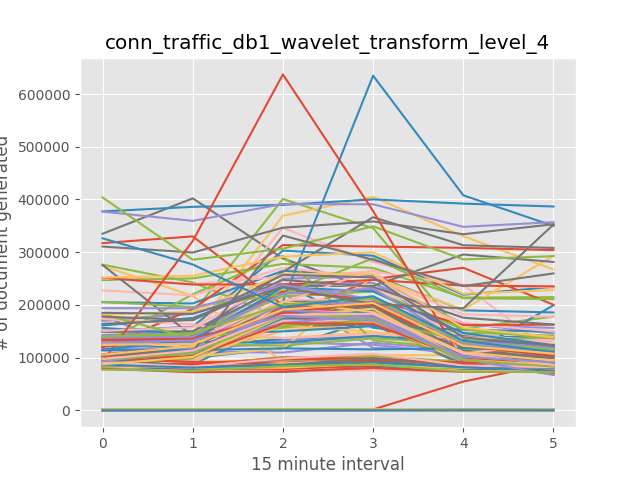 conn_traffic_db1_wavelet_transform_level_4
600000
500000
400000
300000
200000
100000
0
# of document generated
0 1 2 3 4 5
15 minute interval